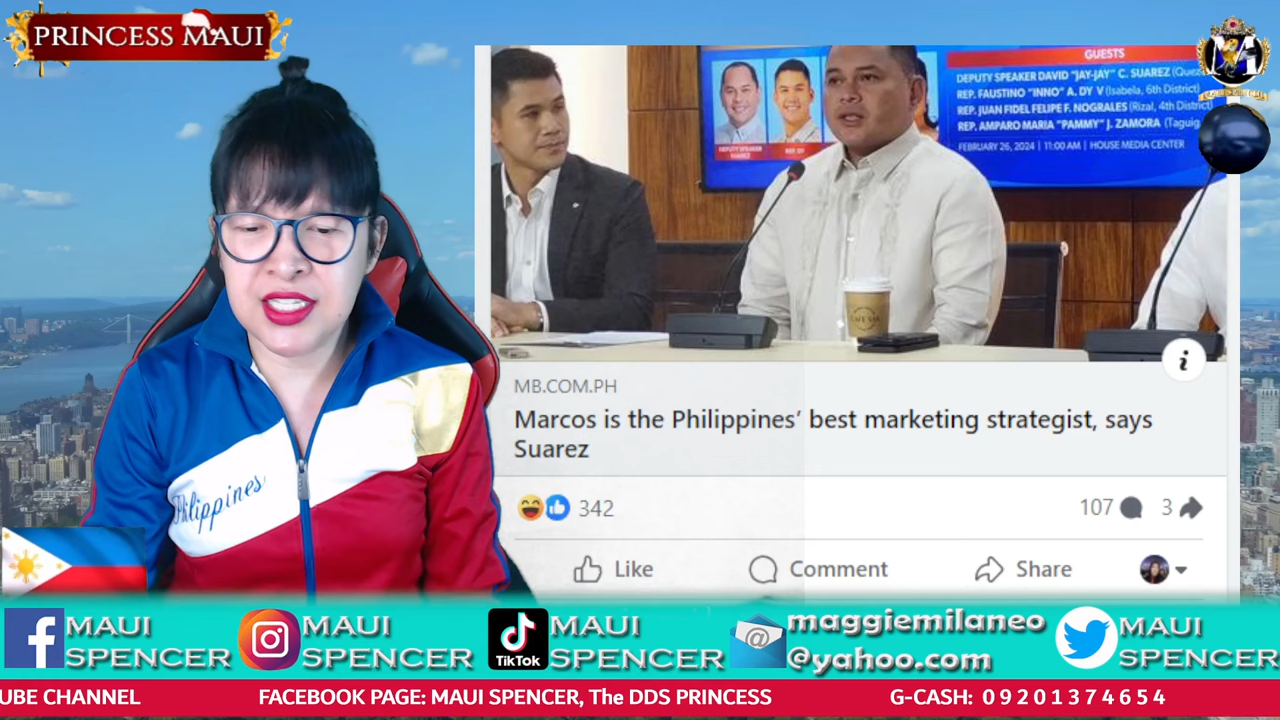 PRINCESS MAUI
GUESTS
DEPUTY SPEAKER DAVID "JAY-JAY" C. SUAREZ (Quez
REP. FAUSTINO "INNO" A. DY V (Isabela, 6th District)
REP. JUAN FIDEL FELIPE F. NOGRALES (Rizal, 4th District)
REP. AMPARO MARIA "PAMMY" J. ZAMORA (Taguig,
FEBRUARY 26, 2024 | 11:00 AM | HOUSE MEDIA CENTER
DEPUTY SPEAKER
SUAREZ
REP. DY
M
Philippines
MB.COM.PH
Marcos is the Philippines' best marketing strategist, says
Suarez
342
107
3
Like
Comment
Share
MAUI
SPENCER
MAUI
SPENCER
TikTok
MAUI
SPENCER
maggiemilaneo
@yahoo.com
MAUI
SPENCER
UBE CHANNEL
FACEBOOK PAGE: MAUI SPENCER, The DDS PRINCESS
G-CASH: 0 9 2 0 1 3 7 4 6 5 4